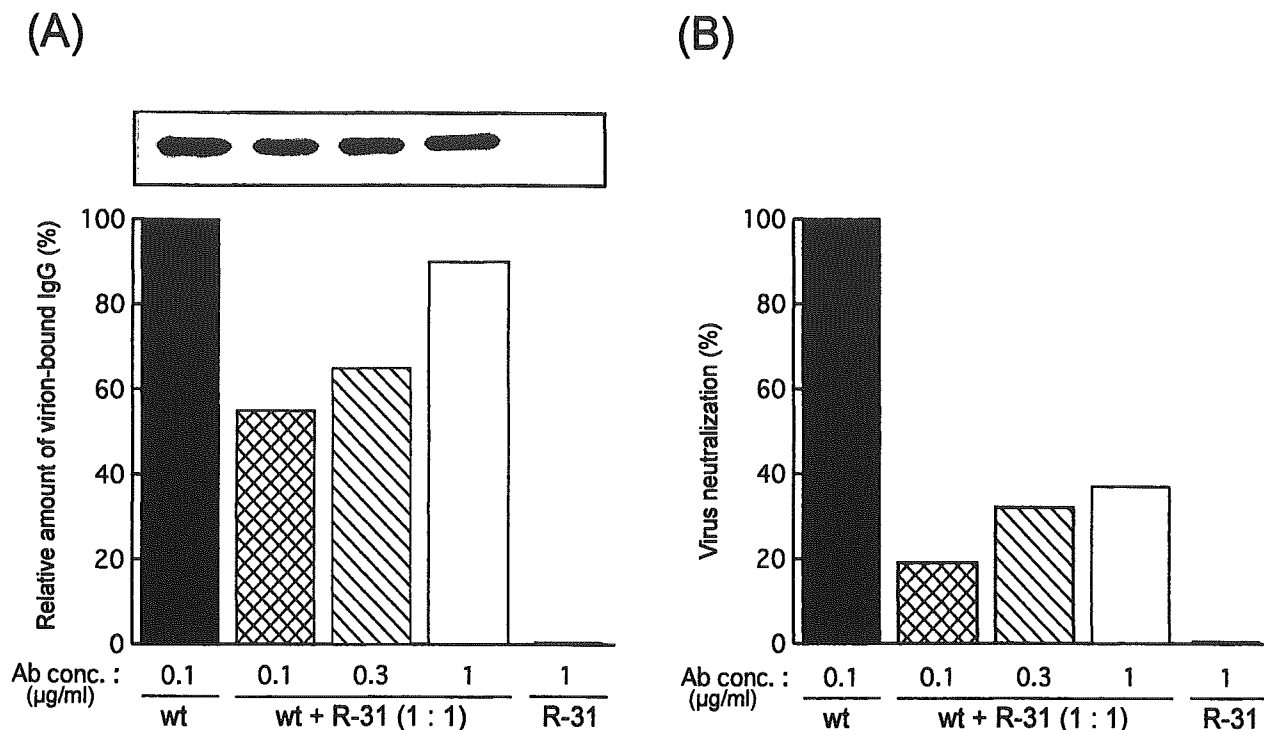 (A)
(B)
Relative amount of virion-bound IgG (%)
100
80
60
40
20
0
Ab conc. : 0.1 0.1 0.3 1 1
(µg/ml)
wt wt + R-31 (1 : 1) R-31
Virus neutralization (%)
100
80
60
40
20
0
Ab conc. : 0.1 0.1 0.3 1 1
(µg/ml)
wt wt + R-31 (1 : 1) R-31